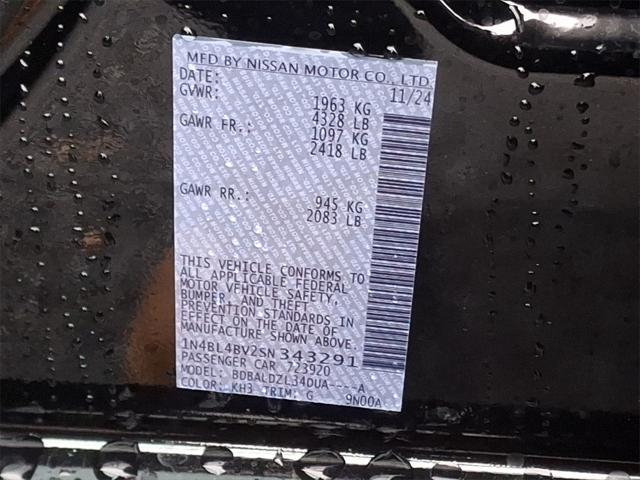 MFD BY NISSAN MOTOR CO., LTD
DATE: 11/24
GVWR: 1963 KG
4328 LB
GAWR FR.: 1097 KG
2418 LB
GAWR RR.: 945 KG
2083 LB
THIS VEHICLE CONFORMS TO
ALL APPLICABLE FEDERAL
MOTOR VEHICLE SAFETY,
BUMPER, AND THEFT
PREVENTION STANDARDS IN
EFFECT ON THE DATE OF
MANUFACTURE SHOWN ABOVE.
1N4BL4BV2SN343291
PASSENGER CAR 723920
MODEL: BDBALDZL34DUA----A
COLOR: KH3 TRIM: G 9N00A